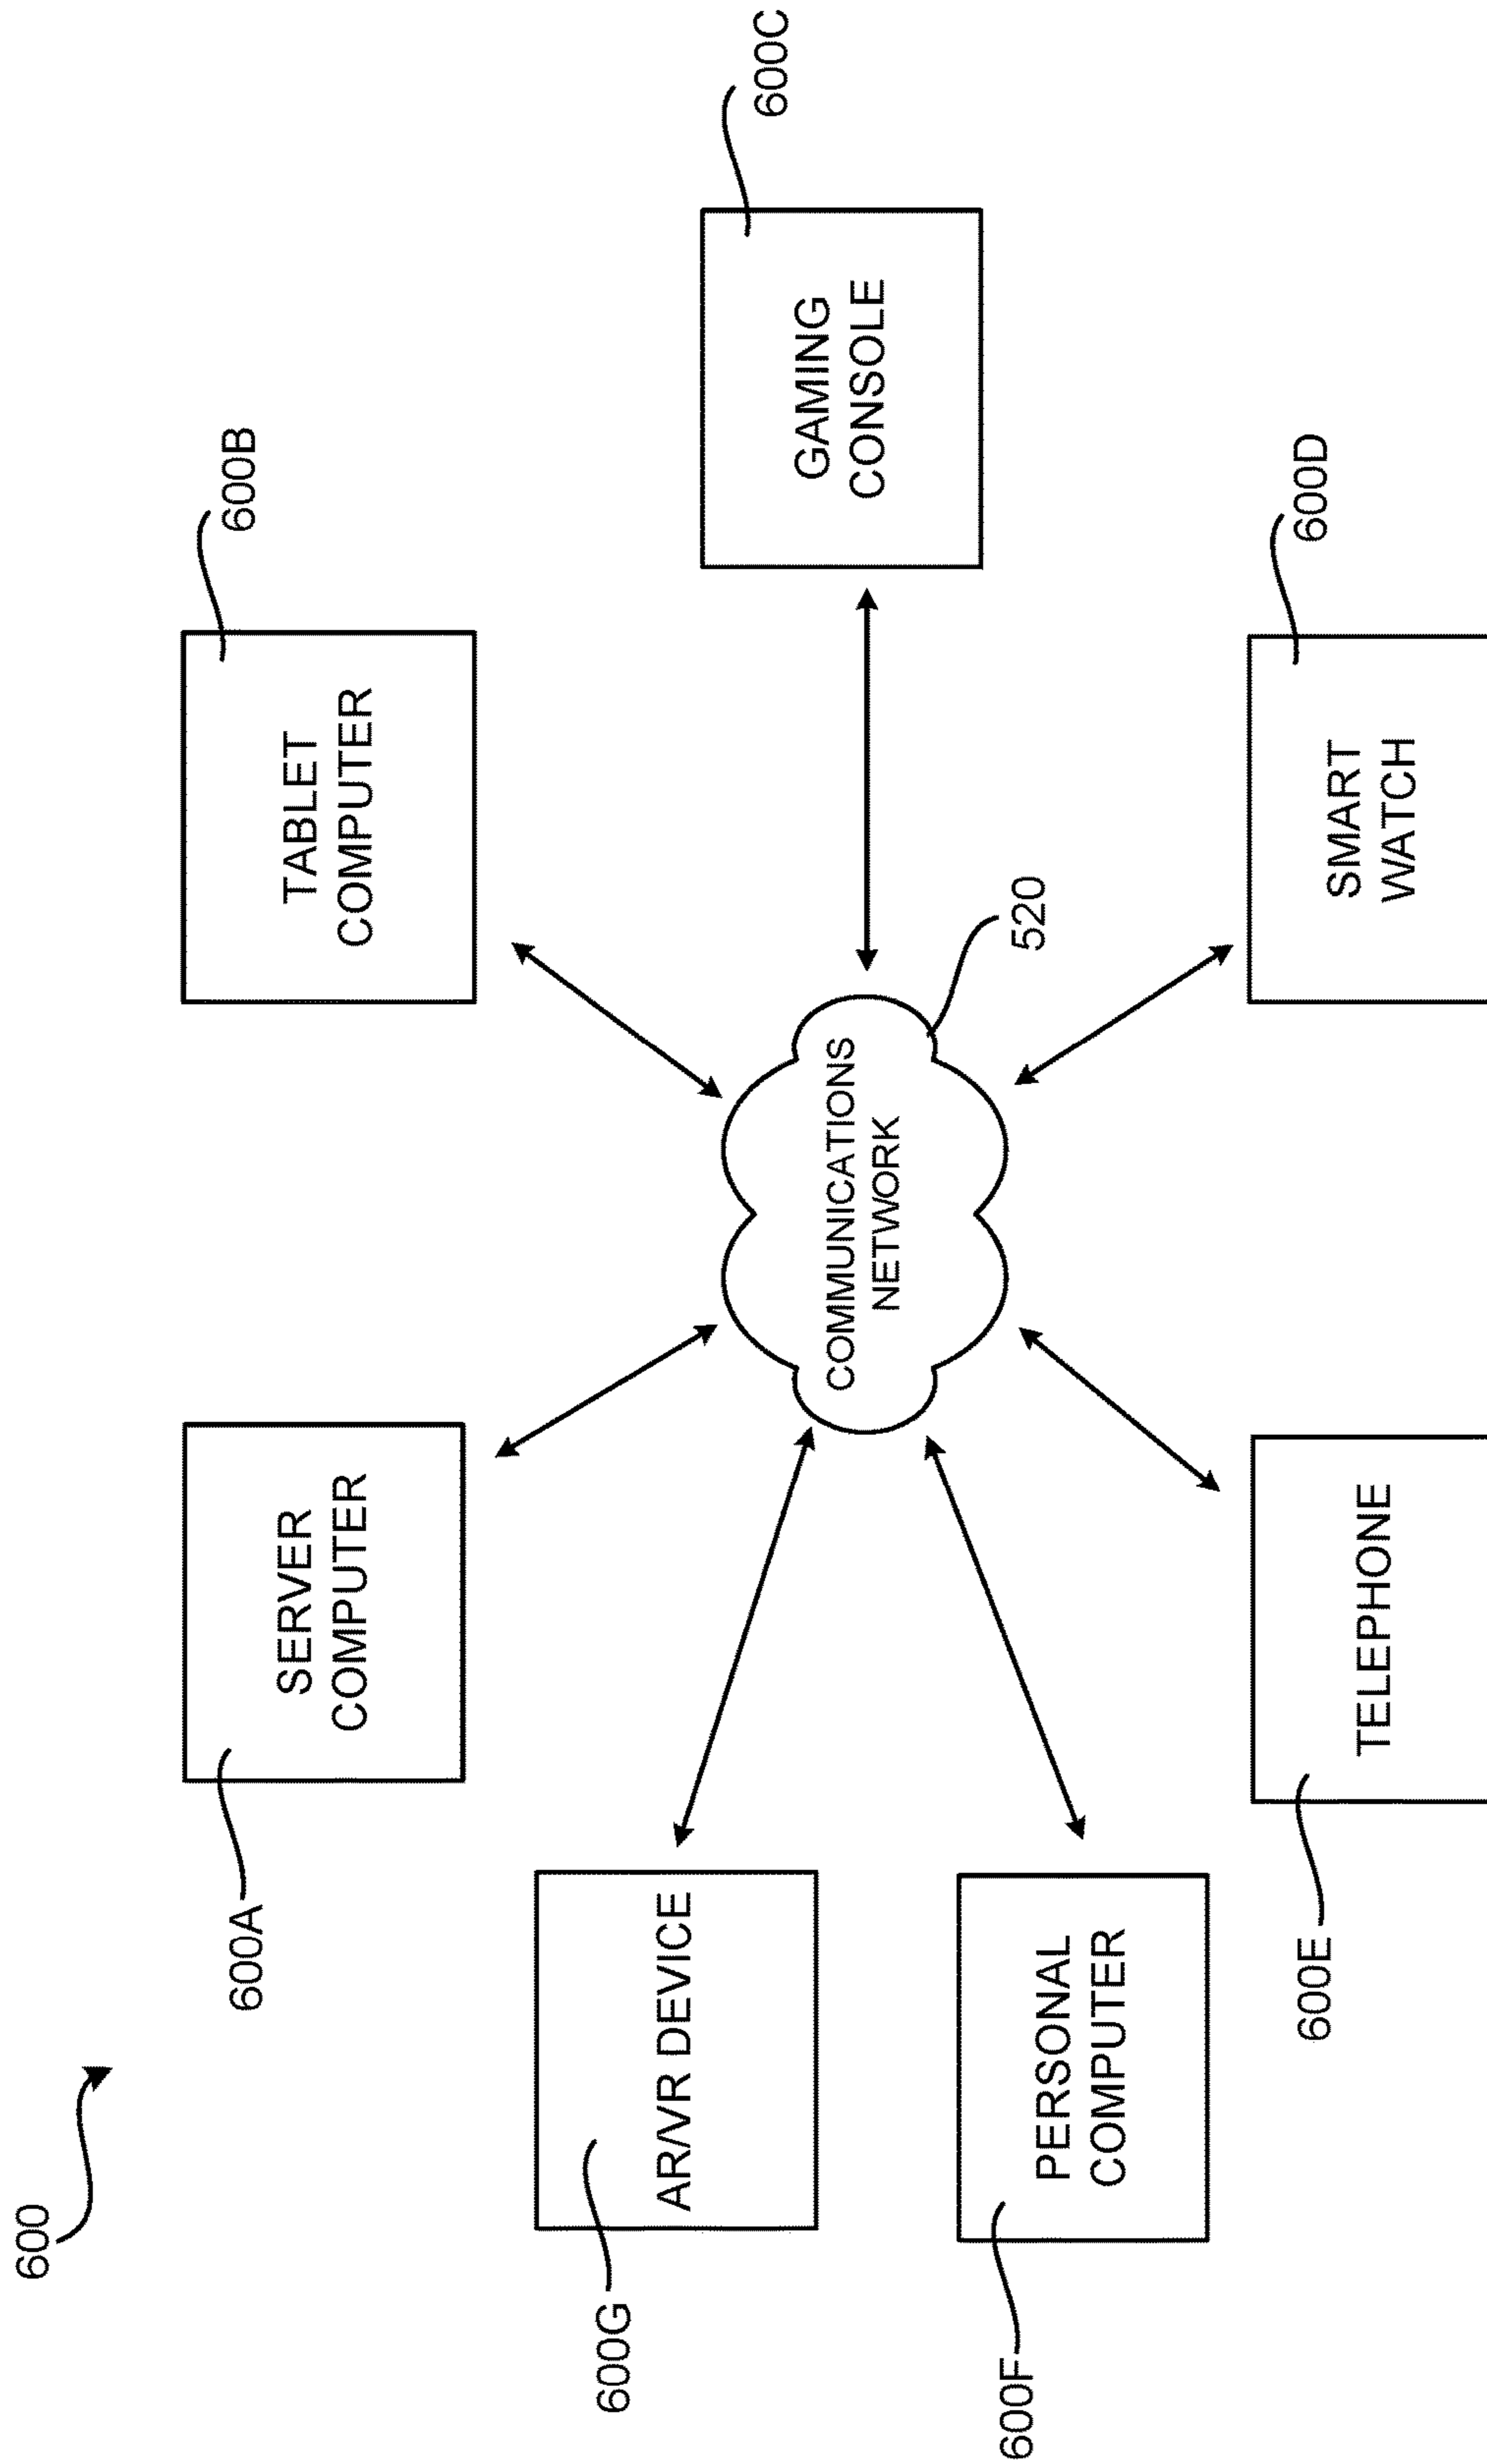 600
600A
SERVER
COMPUTER
TABLET
COMPUTER
600B
600G
AR/VR DEVICE
COMMUNICATIONS
NETWORK
520
GAMING
CONSOLE
600C
600F
PERSONAL
COMPUTER
600E
TELEPHONE
SMART
WATCH
600D